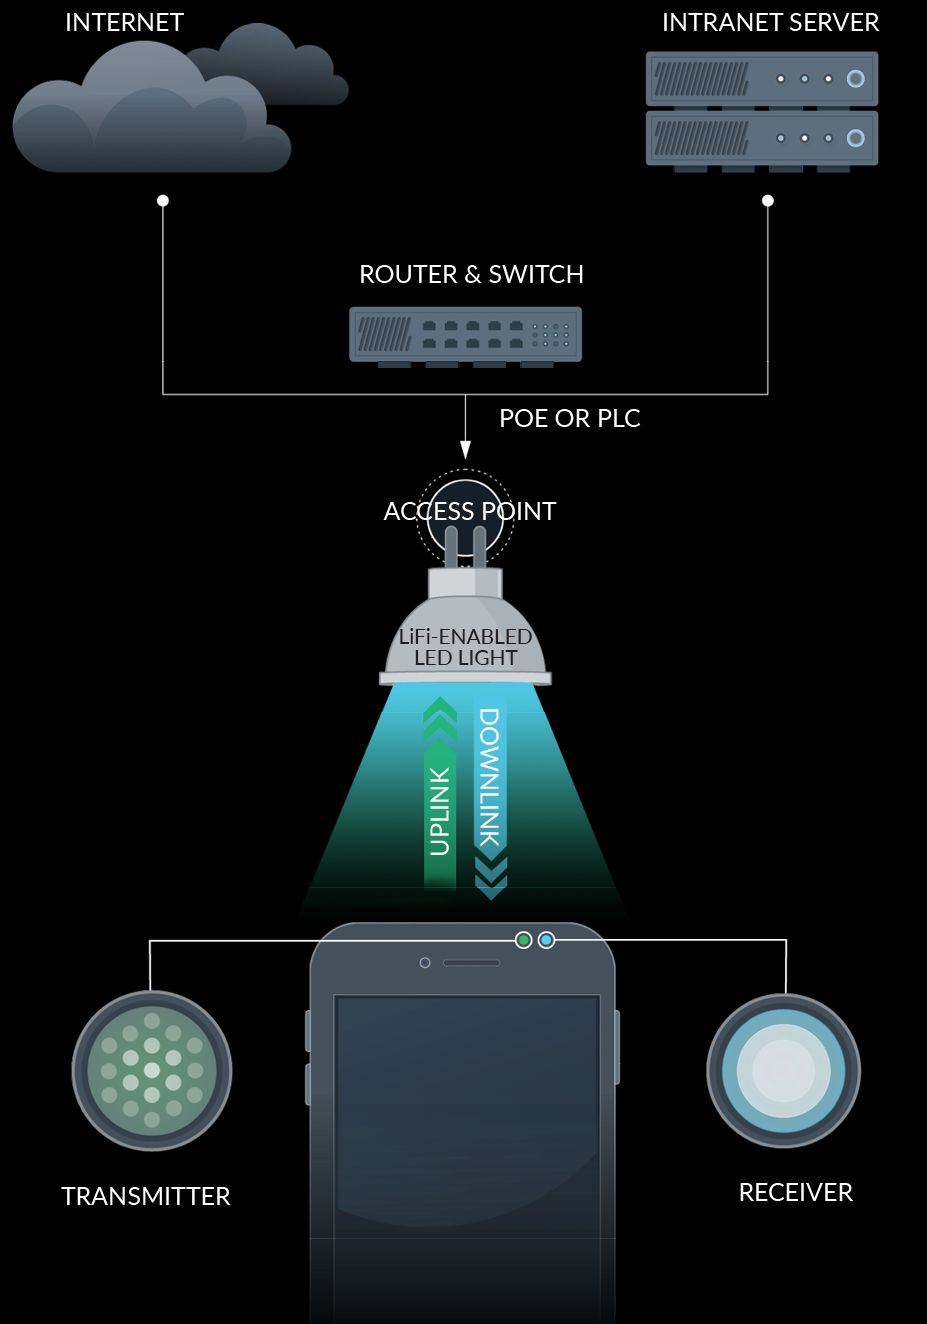 INTERNET
INTRANET SERVER
ROUTER & SWITCH
POE OR PLC
ACCESS POINT
LiFi-ENABLED
LED LIGHT
UPLINK
DOWNLINK
TRANSMITTER
RECEIVER